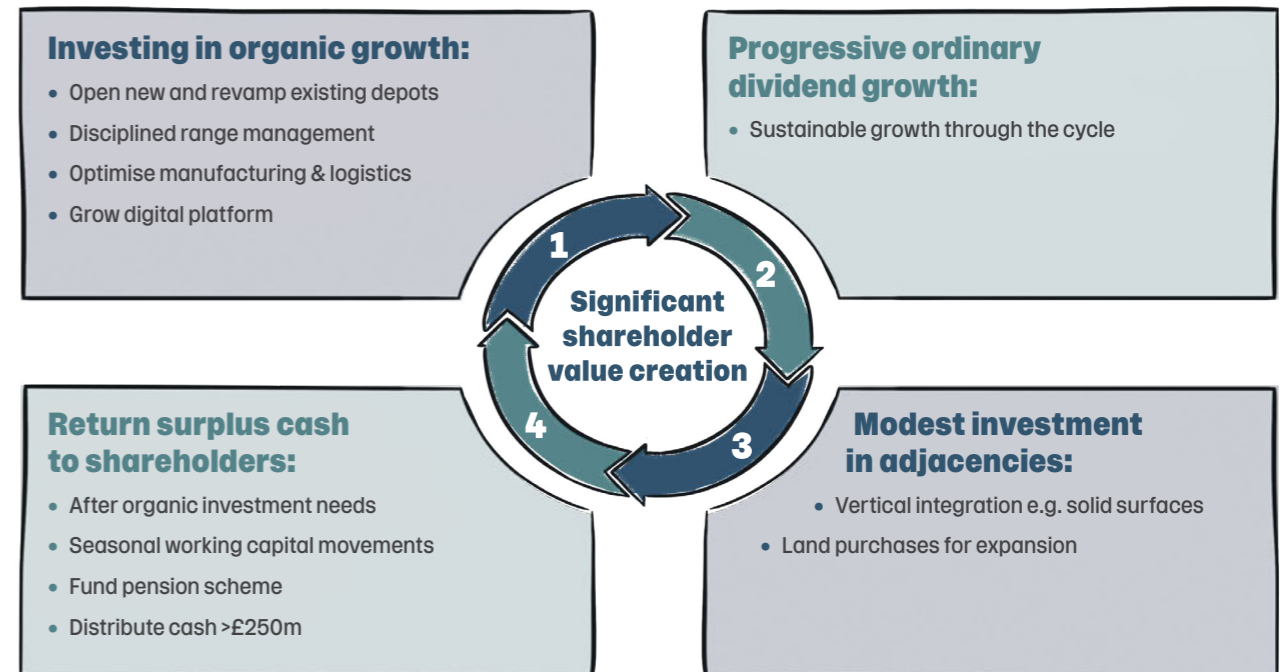 Investing in organic growth:
• Open new and revamp existing depots
• Disciplined range management
• Optimise manufacturing & logistics
• Grow digital platform
Progressive ordinary
dividend growth:
• Sustainable growth through the cycle
1
2
Significant
shareholder
value creation
4
3
Return surplus cash
to shareholders:
• After organic investment needs
• Seasonal working capital movements
• Fund pension scheme
• Distribute cash >£250m
Modest investment
in adjacencies:
• Vertical integration e.g. solid surfaces
• Land purchases for expansion